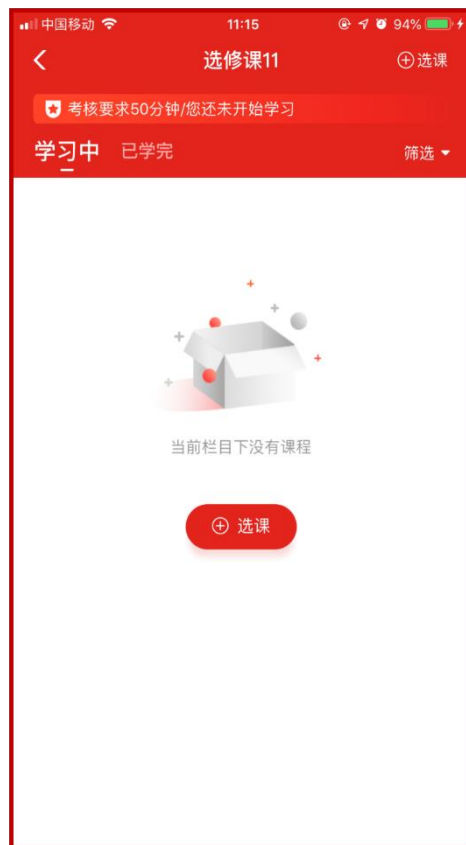 中国移动 11:15 94%
选修课11 选课
考核要求50分钟/您还未开始学习
学习中 已学完 筛选
当前栏目下没有课程
选课